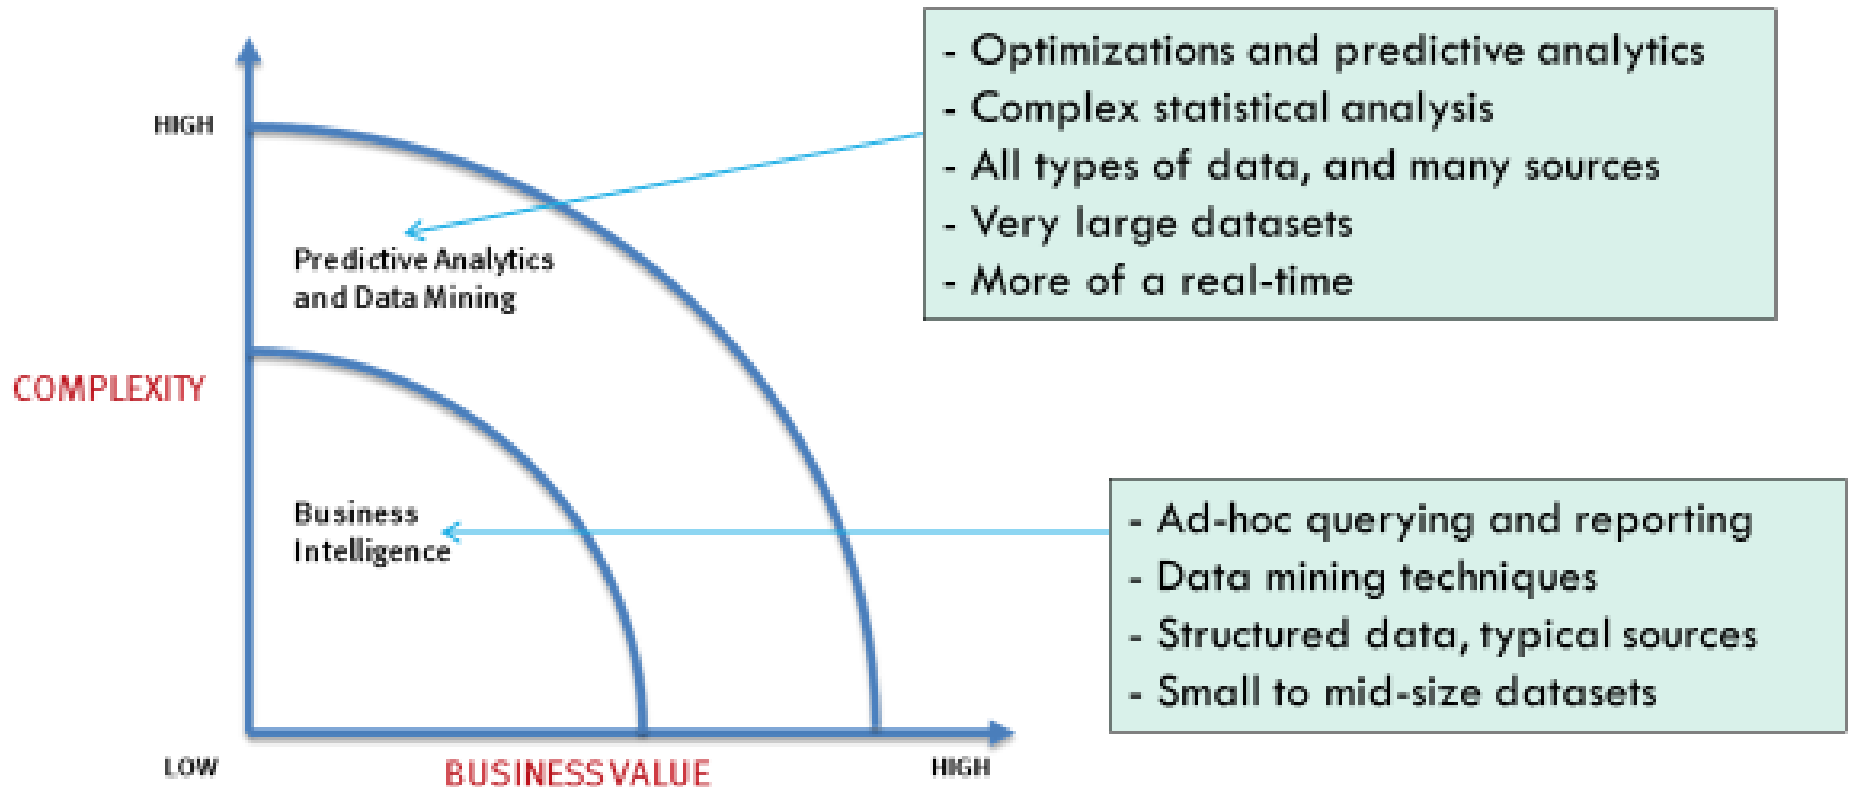 HIGH
Predictive Analytics
and Data Mining
COMPLEXITY
Business
Intelligence
LOW
BUSINESS VALUE
HIGH
- Optimizations and predictive analytics
- Complex statistical analysis
- All types of data, and many sources
- Very large datasets
- More of a real-time
- Ad-hoc querying and reporting
- Data mining techniques
- Structured data, typical sources
- Small to mid-size datasets